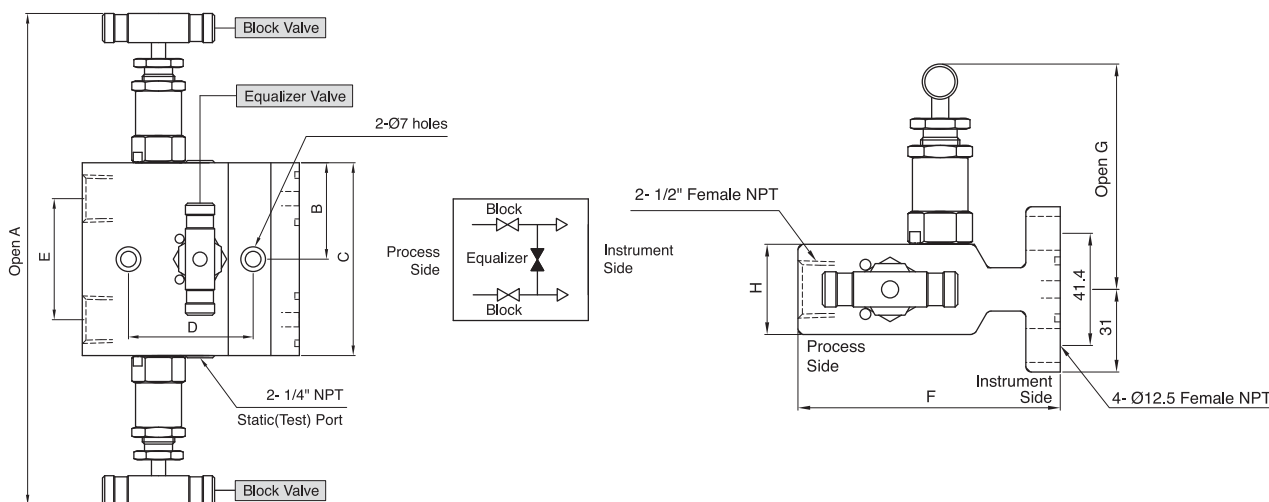 Block Valve
Equalizer Valve
2-Ø7 holes
Open A
E
B
C
D
2- 1/4" NPT
Static(Test) Port
Block Valve
Process
Side
Block
Equalizer
Block
Instrument
Side
2- 1/2" Female NPT
Open G
H
41.4
31
Process
Side
Instrument
Side
F
4- Ø12.5 Female NPT